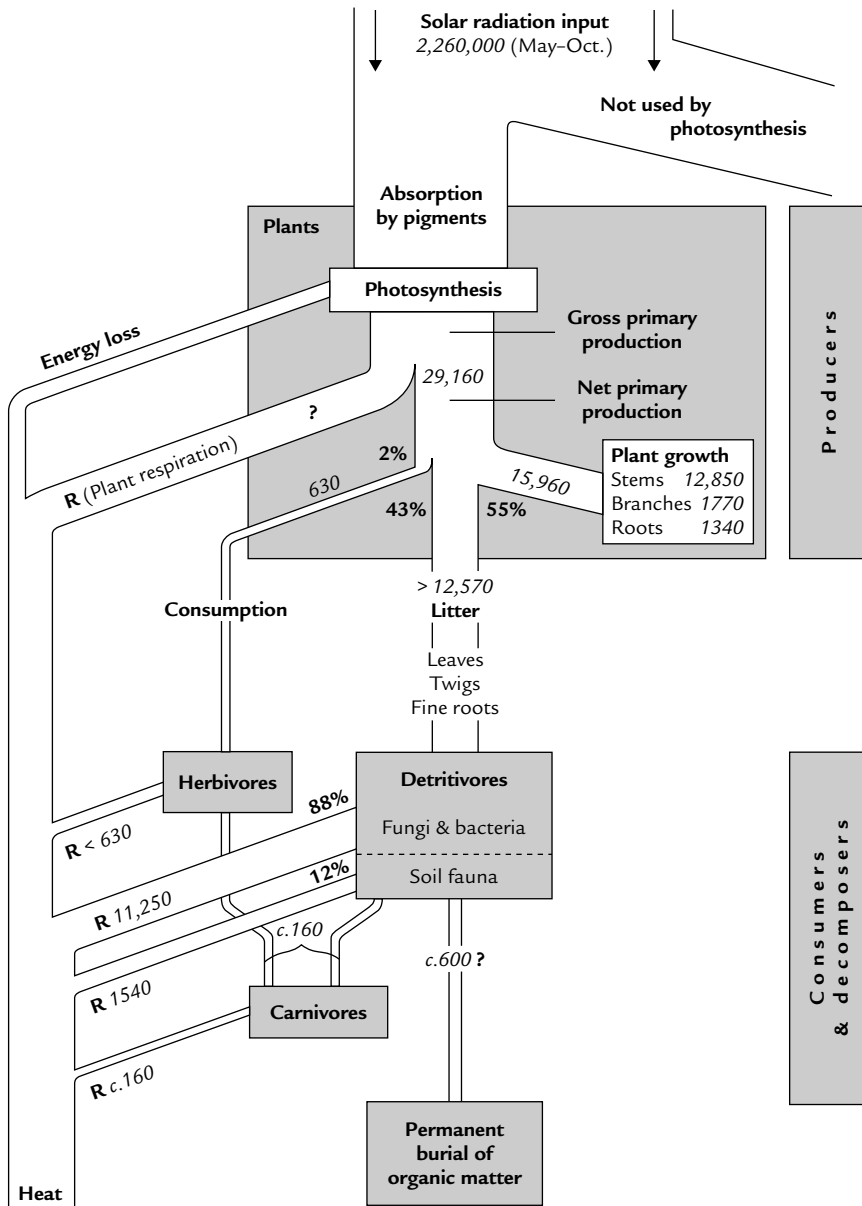 Solar radiation input
2,260,000 (May–Oct.)
Not used by
photosynthesis
Absorption
by pigments
Plants
Photosynthesis
Energy loss
Gross primary
production
29,160
Net primary
production
?
R (Plant respiration)
2%
630
15,960
Plant growth
Stems 12,850
Branches 1770
Roots 1340
43%
55%
Producers
> 12,570
Litter
Consumption
Leaves
Twigs
Fine roots
Herbivores
Detritivores
88%
Fungi & bacteria
R < 630
12%
Soil fauna
R 11,250
c.160
c.600 ?
R 1540
Carnivores
R c.160
Consumers
& decomposers
Permanent
burial of
organic matter
Heat